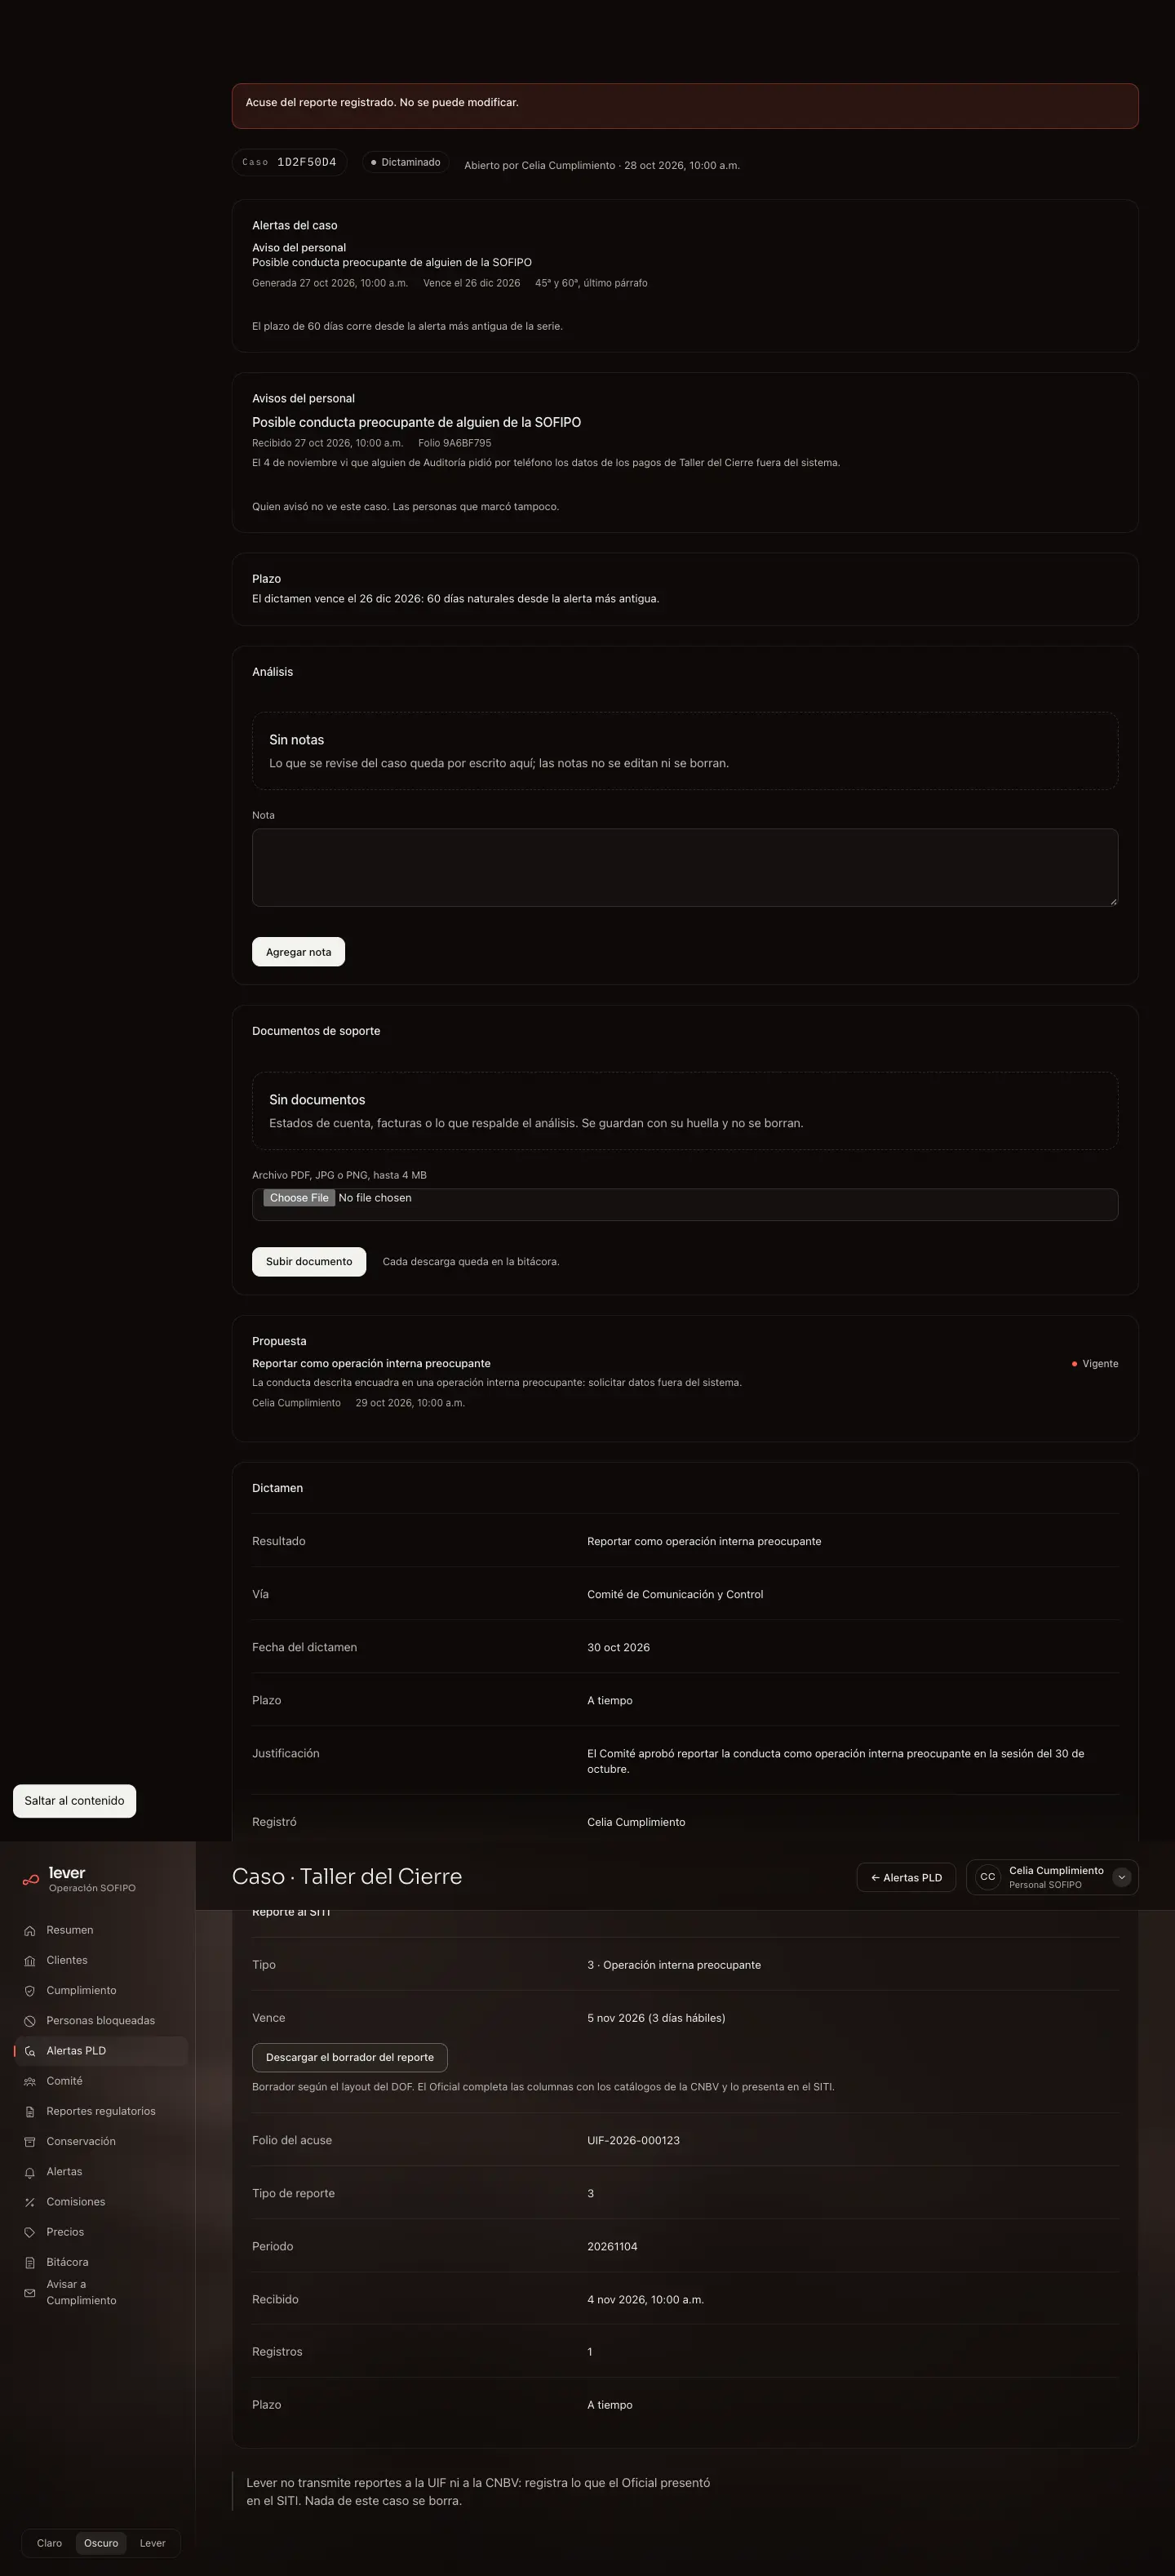 Acuse del reporte registrado. No se puede modificar.
Caso 1D2F50D4
Dictaminado
Abierto por Celia Cumplimiento · 28 oct 2026, 10:00 a.m.
Alertas del caso
Aviso del personal
Posible conducta preocupante de alguien de la SOFIPO
Generada 27 oct 2026, 10:00 a.m. Vence el 26 dic 2026 45ª y 60ª, último párrafo
El plazo de 60 días corre desde la alerta más antigua de la serie.
Avisos del personal
Posible conducta preocupante de alguien de la SOFIPO
Recibido 27 oct 2026, 10:00 a.m. Folio 9A6BF795
El 4 de noviembre vi que alguien de Auditoría pidió por teléfono los datos de los pagos de Taller del Cierre fuera del sistema.
Quien avisó no ve este caso. Las personas que marcó tampoco.
Plazo
El dictamen vence el 26 dic 2026: 60 días naturales desde la alerta más antigua.
Análisis
Sin notas
Lo que se revise del caso queda por escrito aquí; las notas no se editan ni se borran.
Nota
Agregar nota
Documentos de soporte
Sin documentos
Estados de cuenta, facturas o lo que respalde el análisis. Se guardan con su huella y no se borran.
Archivo PDF, JPG o PNG, hasta 4 MB
Choose File No file chosen
Subir documento
Cada descarga queda en la bitácora.
Propuesta
Reportar como operación interna preocupante
Vigente
La conducta descrita encuadra en una operación interna preocupante: solicitar datos fuera del sistema.
Celia Cumplimiento 29 oct 2026, 10:00 a.m.
Dictamen
Resultado Reportar como operación interna preocupante
Vía Comité de Comunicación y Control
Fecha del dictamen 30 oct 2026
Plazo A tiempo
Justificación El Comité aprobó reportar la conducta como operación interna preocupante en la sesión del 30 de
octubre.
Registró Celia Cumplimiento
Saltar al contenido
lever
Operación SOFIPO
Resumen
Clientes
Cumplimiento
Personas bloqueadas
Alertas PLD
Comité
Reportes regulatorios
Conservación
Alertas
Comisiones
Precios
Bitácora
Avisar a
Cumplimiento
Claro Oscuro Lever
Caso · Taller del Cierre
← Alertas PLD
CC
Celia Cumplimiento
Personal SOFIPO
Reporte al SITI
Tipo 3 · Operación interna preocupante
Vence 5 nov 2026 (3 días hábiles)
Descargar el borrador del reporte
Borrador según el layout del DOF. El Oficial completa las columnas con los catálogos de la CNBV y lo presenta en el SITI.
Folio del acuse UIF-2026-000123
Tipo de reporte 3
Periodo 20261104
Recibido 4 nov 2026, 10:00 a.m.
Registros 1
Plazo A tiempo
Lever no transmite reportes a la UIF ni a la CNBV: registra lo que el Oficial presentó
en el SITI. Nada de este caso se borra.